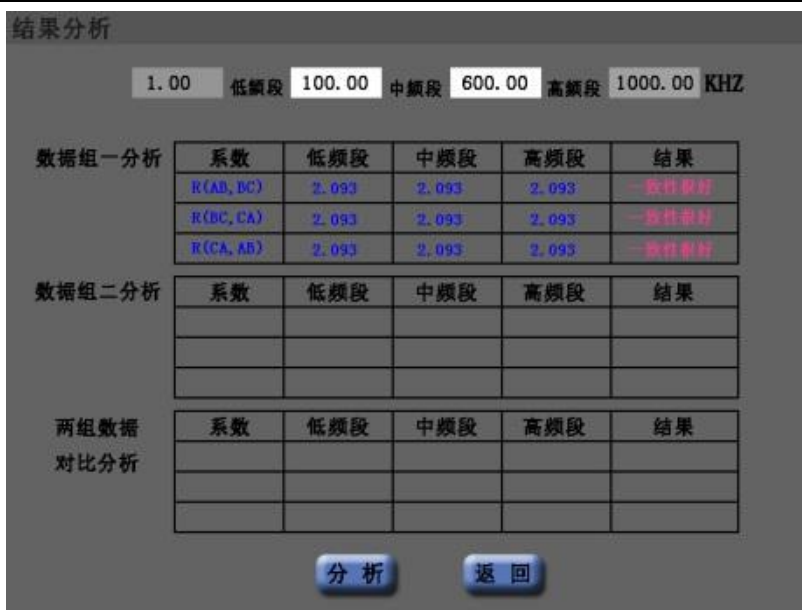 结果分析
1.00 低频段 100.00 中频段 600.00 高频段 1000.00 KHZ
数据组一分析 系数 低频段 中频段 高频段 结果
R(AB,BC) 2.093 2.093 2.093 一致性很好
R(BC,CA) 2.093 2.093 2.093 一致性很好
R(CA,AB) 2.093 2.093 2.093 一致性很好
数据组二分析 系数 低频段 中频段 高频段 结果
两组数据 系数 低频段 中频段 高频段 结果
对比分析
分析 返回